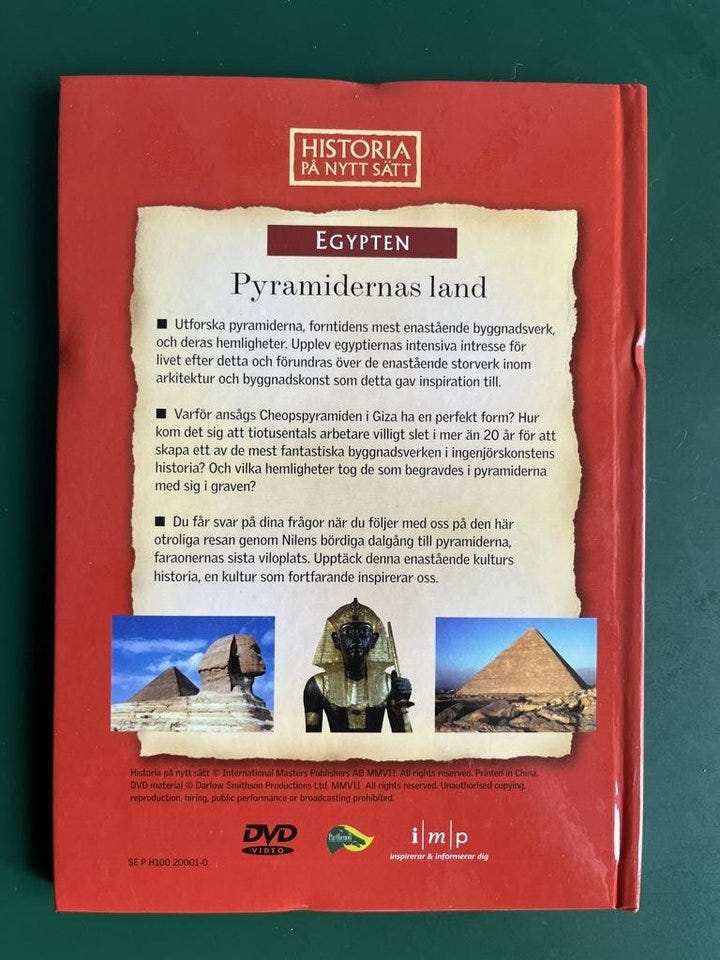 HISTORIA
PÅ NYTT SÄTT
EGYPTEN
Pyramidernas land
■ Utforska pyramiderna, forntidens mest enastående byggnadsverk,
och deras hemligheter. Upplev egyptiernas intensiva intresse för
livet efter detta och förundras över de enastående storverk inom
arkitektur och byggnadskonst som detta gav inspiration till.
■ Varför ansågs Cheopspyramiden i Giza ha en perfekt form? Hur
kom det sig att tiotusentals arbetare villigt slet i mer än 20 år för att
skapa ett av de mest fantastiska byggnadsverken i ingenjörskonstens
historia? Och vilka hemligheter tog de som begravdes i pyramiderna
med sig i graven?
■ Du får svar på dina frågor när du följer med oss på den här
otroliga resan genom Nilens bördiga dalgång till pyramiderna,
faraonernas sista viloplats. Upptäck denna enastående kulturs
historia, en kultur som fortfarande inspirerar oss.
Historia på nytt sätt © International Masters Publishers AB MMVII. All rights reserved. Printed in China.
DVD material © Darlow Smithson Productions Ltd. MMVII All rights reserved. Unauthorised copying,
reproduction, hiring, public performance or broadcasting prohibited.
DVD
VIDEO
Parthenon
i|m|p
inspirerar & informerar dig
SE P H100 20001-0